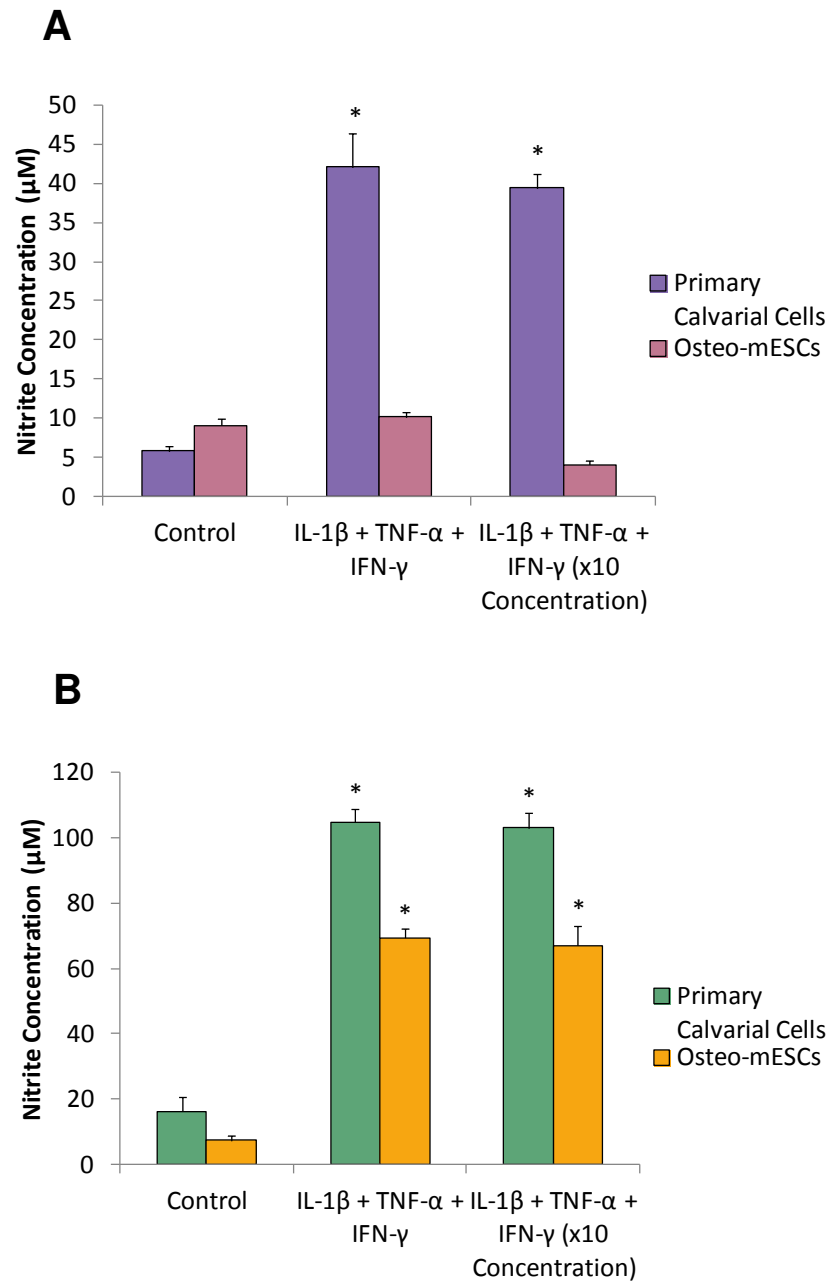 A
Nitrite Concentration (µM)
50
45
40
35
30
25
20
15
10
5
0
*
*
Control
IL-1β + TNF-α +
IFN-γ
IL-1β + TNF-α +
IFN-γ (x10
Concentration)
Primary
Calvarial Cells
Osteo-mESCs
B
Nitrite Concentration (µM)
120
100
80
60
40
20
0
*
*
*
*
Control
IL-1β + TNF-α +
IFN-γ
IL-1β + TNF-α +
IFN-γ (x10
Concentration)
Primary
Calvarial Cells
Osteo-mESCs